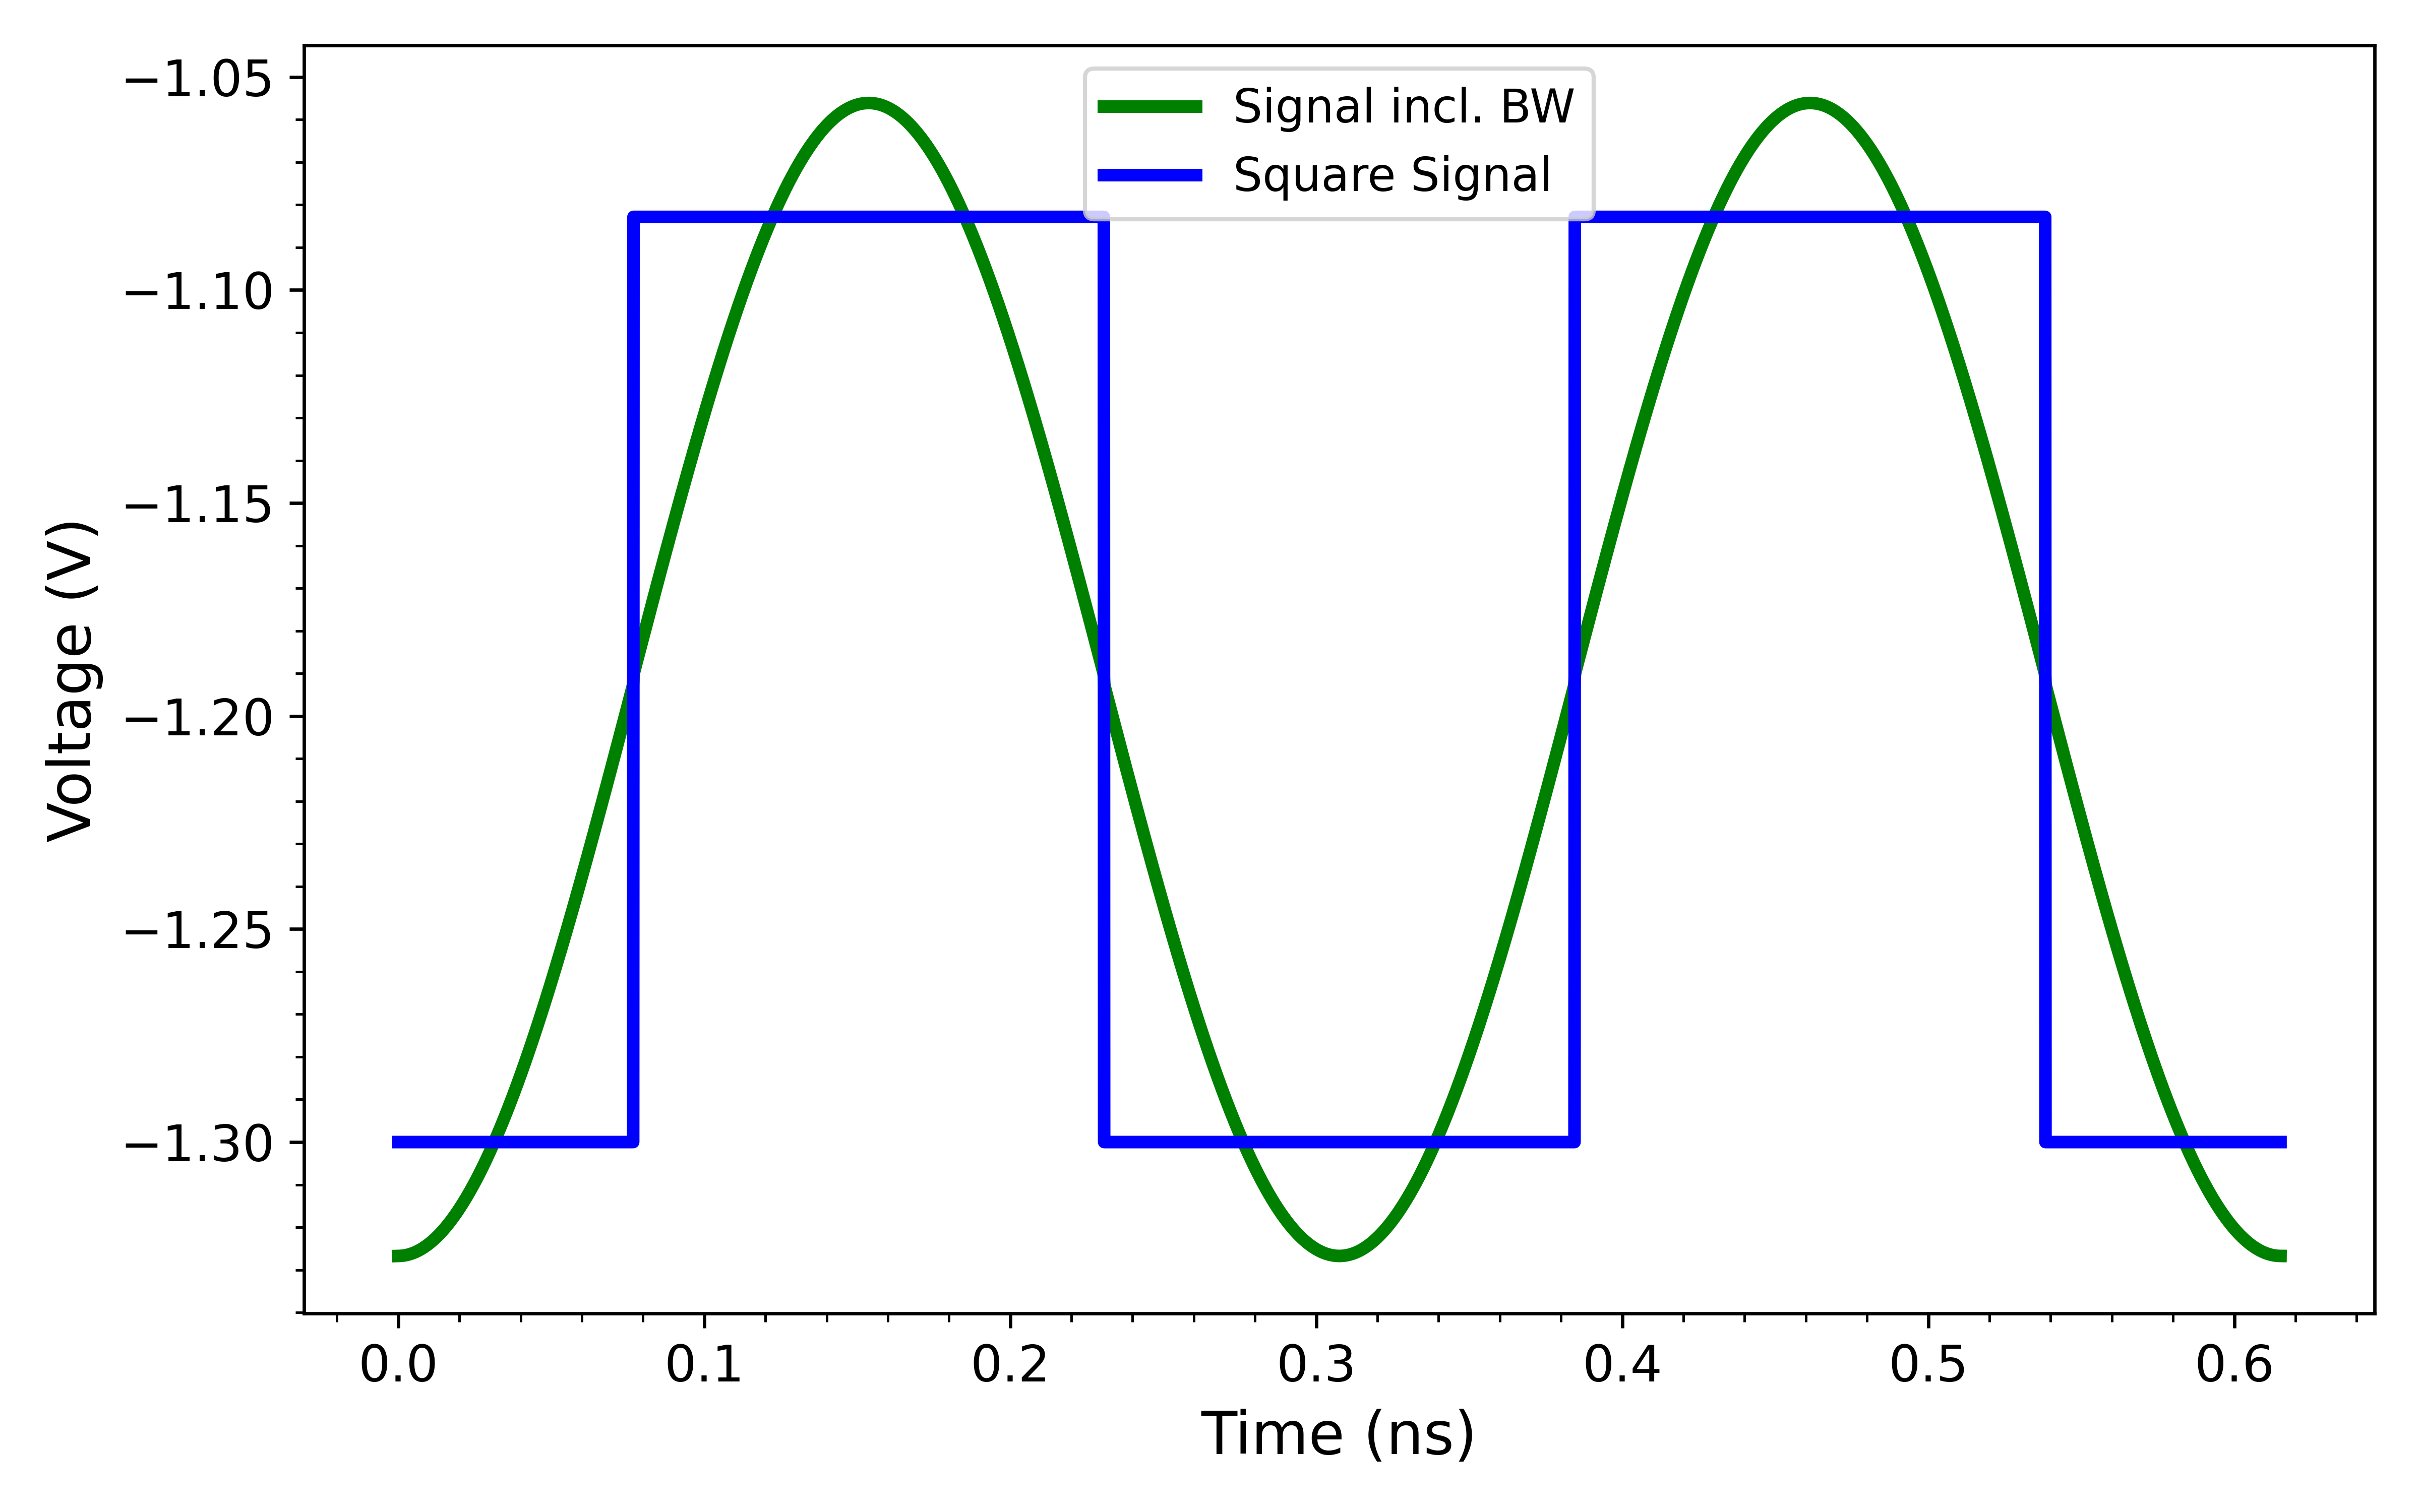 −1.05
−1.10
−1.15
−1.20
−1.25
−1.30
Voltage (V)
Signal incl. BW
Square Signal
0.0 0.1 0.2 0.3 0.4 0.5 0.6
Time (ns)